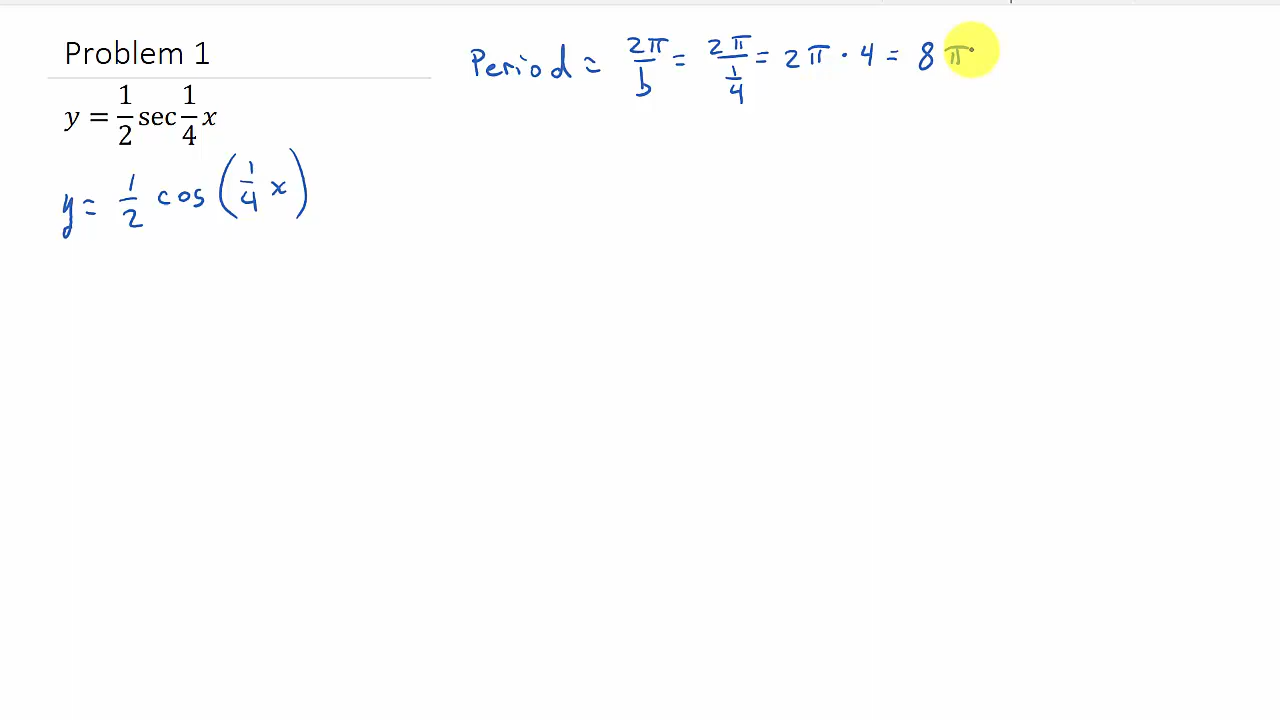 Problem 1
Period = 2π/b = 2π/(1/4) = 2π · 4 = 8π
y = 1/2 sec 1/4 x
y = 1/2 cos (1/4 x)